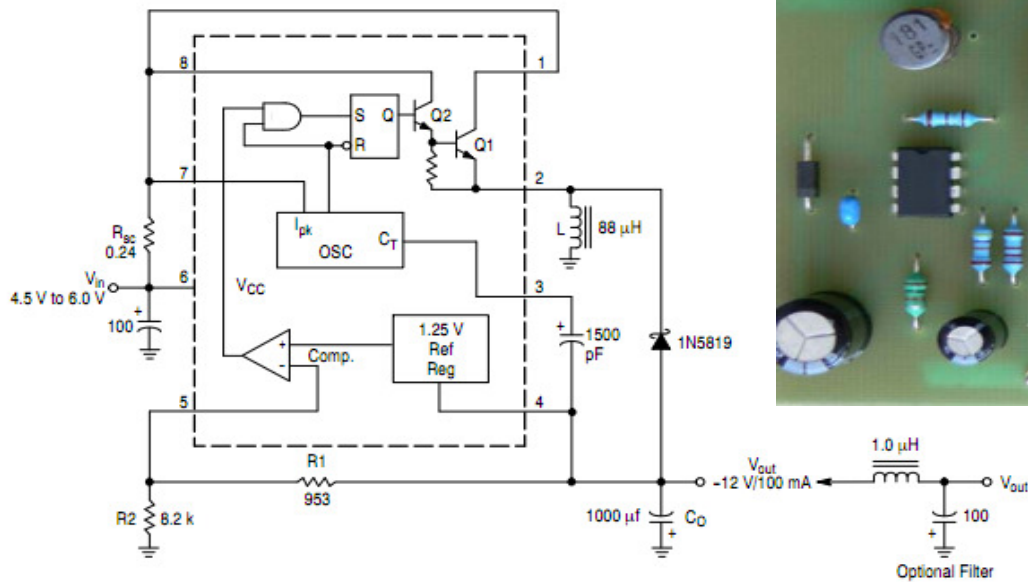 8
1
S
Q
Q2
R
Q1
7
2
Ipk
CT
OSC
L
88 µH
Rsc
0.24
Vin
4.5 V to 6.0 V
6
VCC
3
100
+
+
1500
pF
1N5819
1.25 V
Ref
Reg
+
-
Comp.
5
4
R1
953
Vout
–12 V/100 mA
1.0 µH
Vout
R2
8.2 k
1000 µf
+
CO
100
+
Optional Filter
181